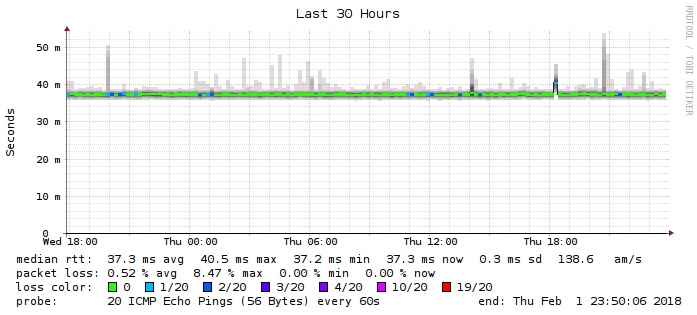 Last 30 Hours
RRDTOOL / TOBI OETIKER
Seconds
50 m
40 m
30 m
20 m
10 m
0
Wed 18:00 Thu 00:00 Thu 06:00 Thu 12:00 Thu 18:00
median rtt: 37.3 ms avg 40.5 ms max 37.2 ms min 37.3 ms now 0.3 ms sd 138.6 am/s
packet loss: 0.52 % avg 8.47 % max 0.00 % min 0.00 % now
loss color: 0 1/20 2/20 3/20 4/20 10/20 19/20
probe: 20 ICMP Echo Pings (56 Bytes) every 60s end: Thu Feb 1 23:50:06 2018